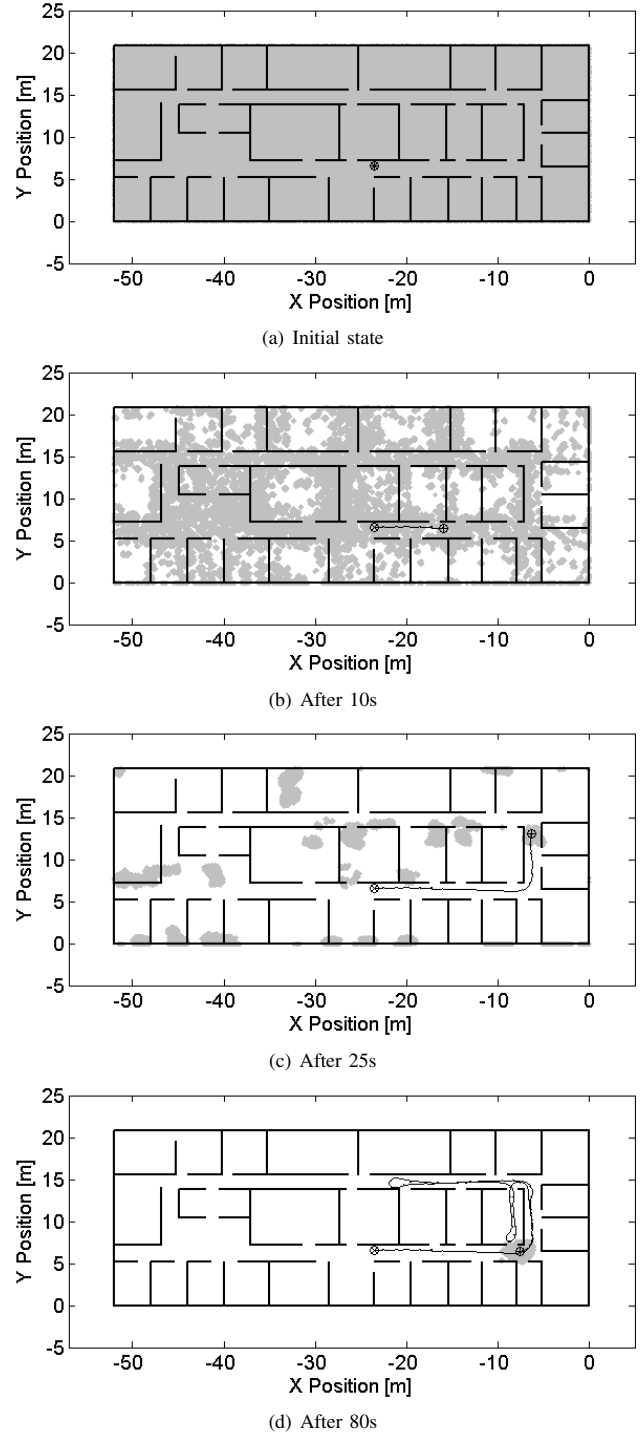 25
20
15
10
5
0
-5
Y Position [m]
-50 -40 -30 -20 -10 0
X Position [m]
(a) Initial state
25
20
15
10
5
0
-5
Y Position [m]
-50 -40 -30 -20 -10 0
X Position [m]
(b) After 10s
25
20
15
10
5
0
-5
Y Position [m]
-50 -40 -30 -20 -10 0
X Position [m]
(c) After 25s
25
20
15
10
5
0
-5
Y Position [m]
-50 -40 -30 -20 -10 0
X Position [m]
(d) After 80s